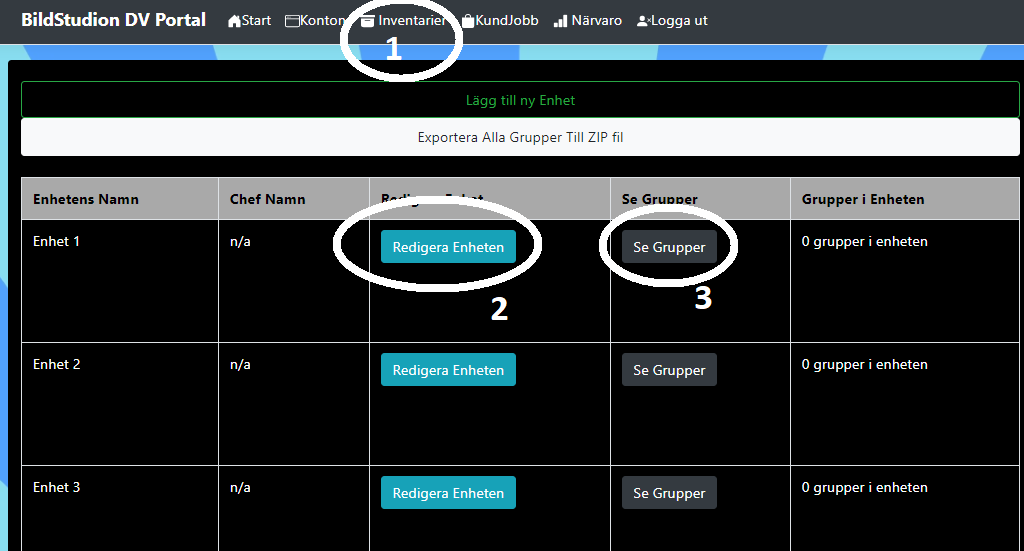 BildStudion DV Portal Start Konton Inventarier KundJobb Närvaro Logga ut
1
Lägg till ny Enhet
Exportera Alla Grupper Till ZIP fil
Enhetens Namn Chef Namn Redigera Enhet Se Grupper Grupper i Enheten
Enhet 1 n/a Redigera Enheten Se Grupper 0 grupper i enheten
2 3
Enhet 2 n/a Redigera Enheten Se Grupper 0 grupper i enheten
Enhet 3 n/a Redigera Enheten Se Grupper 0 grupper i enheten